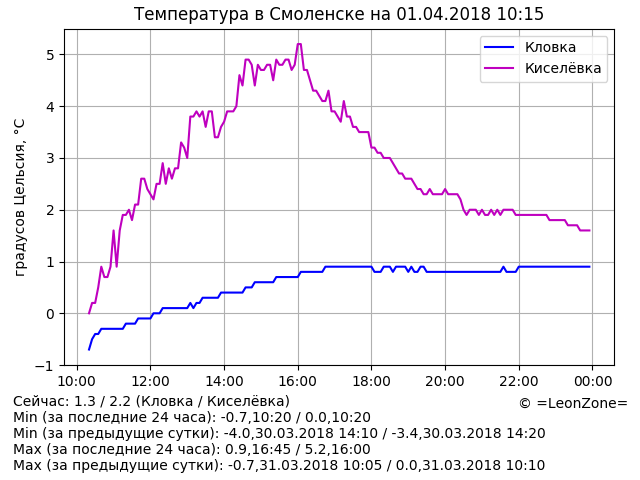 Температура в Смоленске на 01.04.2018 10:15
градусов Цельсия, °C
5
4
3
2
1
0
−1
Кловка
Киселёвка
10:00 12:00 14:00 16:00 18:00 20:00 22:00 00:00
Сейчас: 1.3 / 2.2 (Кловка / Киселёвка)
© =LeonZone=
Min (за последние 24 часа): -0.7,10:20 / 0.0,10:20
Min (за предыдущие сутки): -4.0,30.03.2018 14:10 / -3.4,30.03.2018 14:20
Max (за последние 24 часа): 0.9,16:45 / 5.2,16:00
Max (за предыдущие сутки): -0.7,31.03.2018 10:05 / 0.0,31.03.2018 10:10